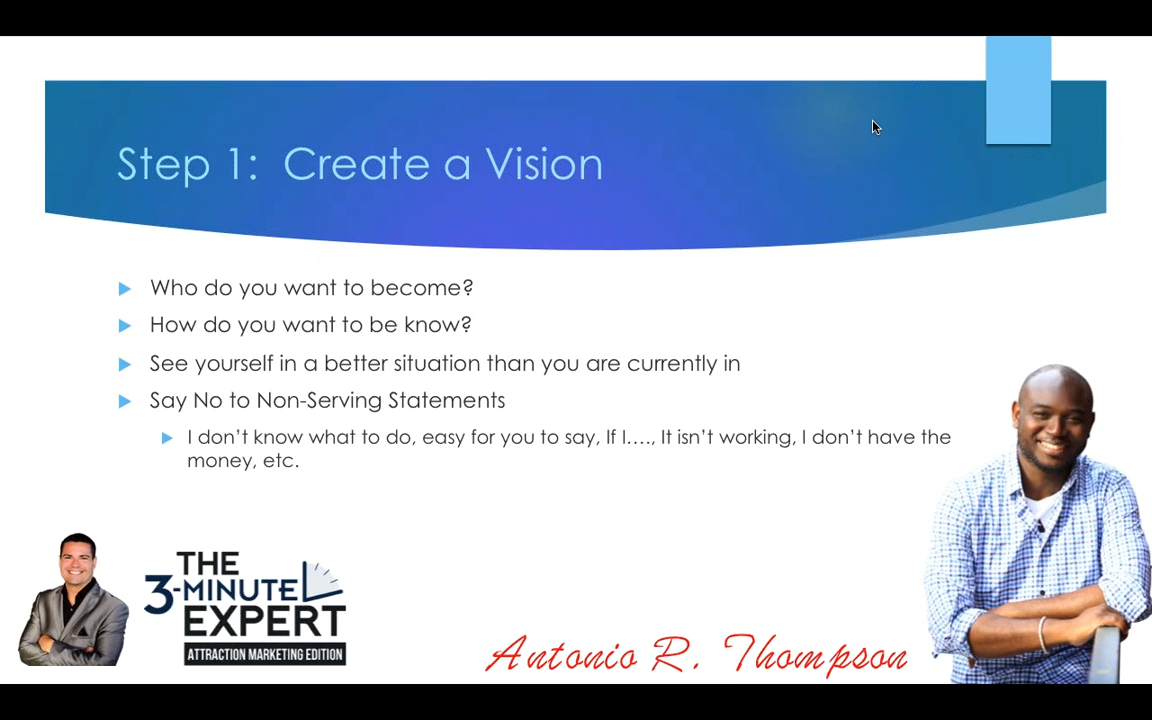 Step 1:  Create a Vision
Who do you want to become?
How do you want to be know?
See yourself in a better situation than you are currently in
Say No to Non-Serving Statements
I don’t know what to do, easy for you to say, If I…., It isn’t working, I don’t have the
money, etc.
THE
3-MINUTE
EXPERT
ATTRACTION MARKETING EDITION
Antonio R. Thompson